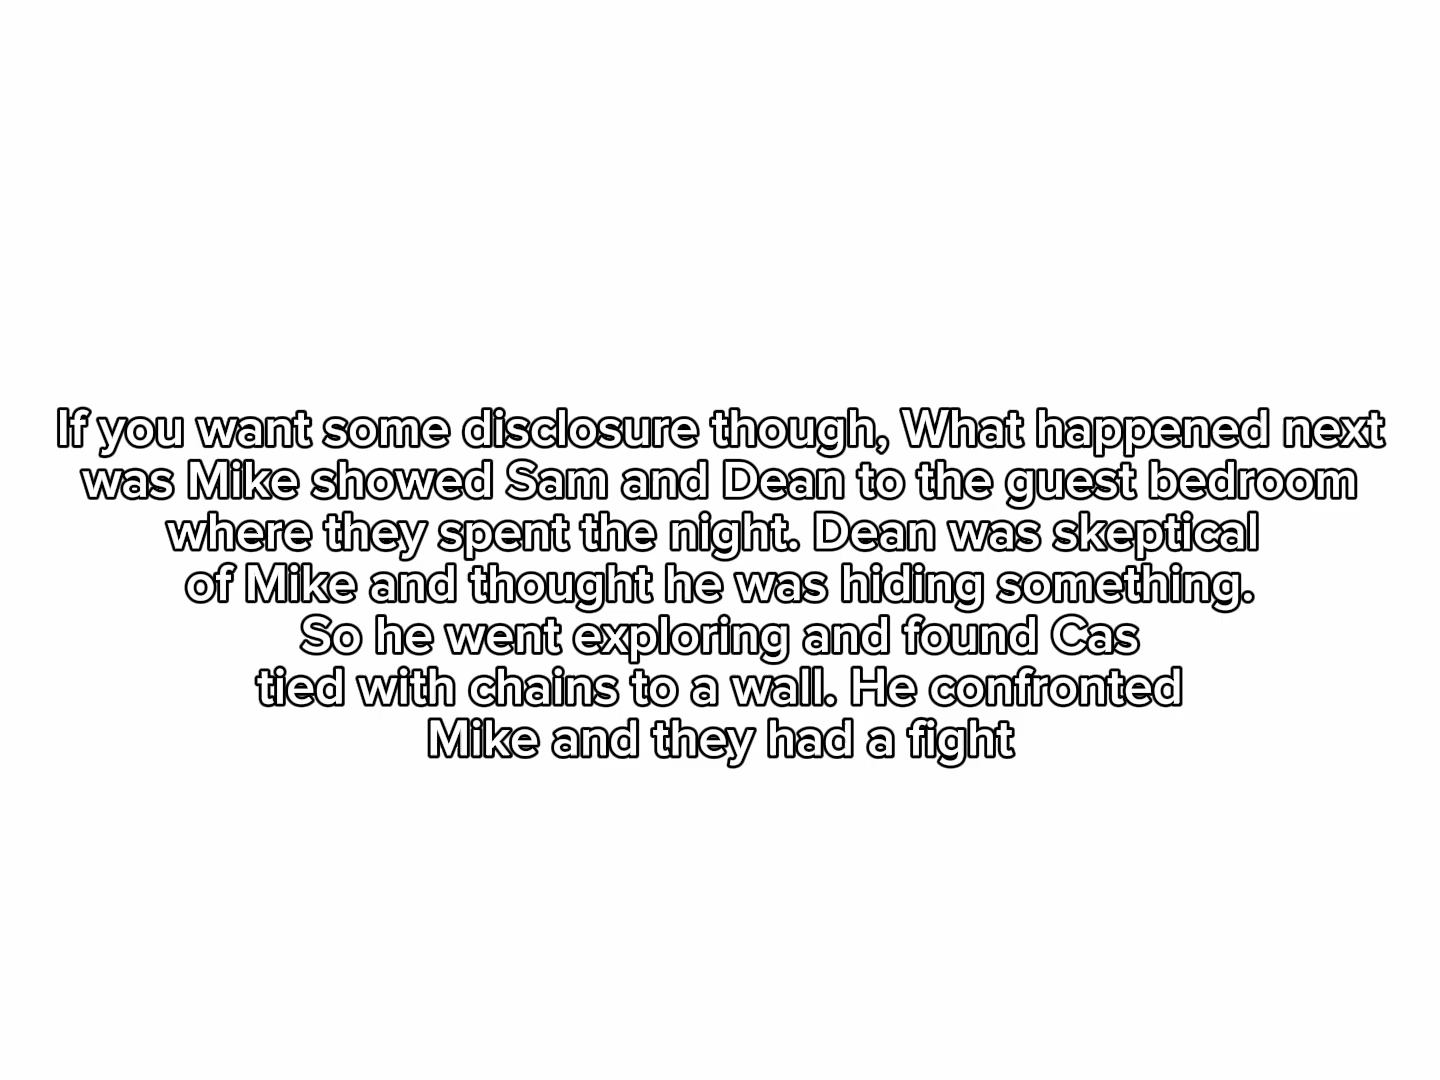 If you want some disclosure though, What happened next
was Mike showed Sam and Dean to the guest bedroom
where they spent the night. Dean was skeptical
of Mike and thought he was hiding something.
So he went exploring and found Cas
tied with chains to a wall. He confronted
Mike and they had a fight